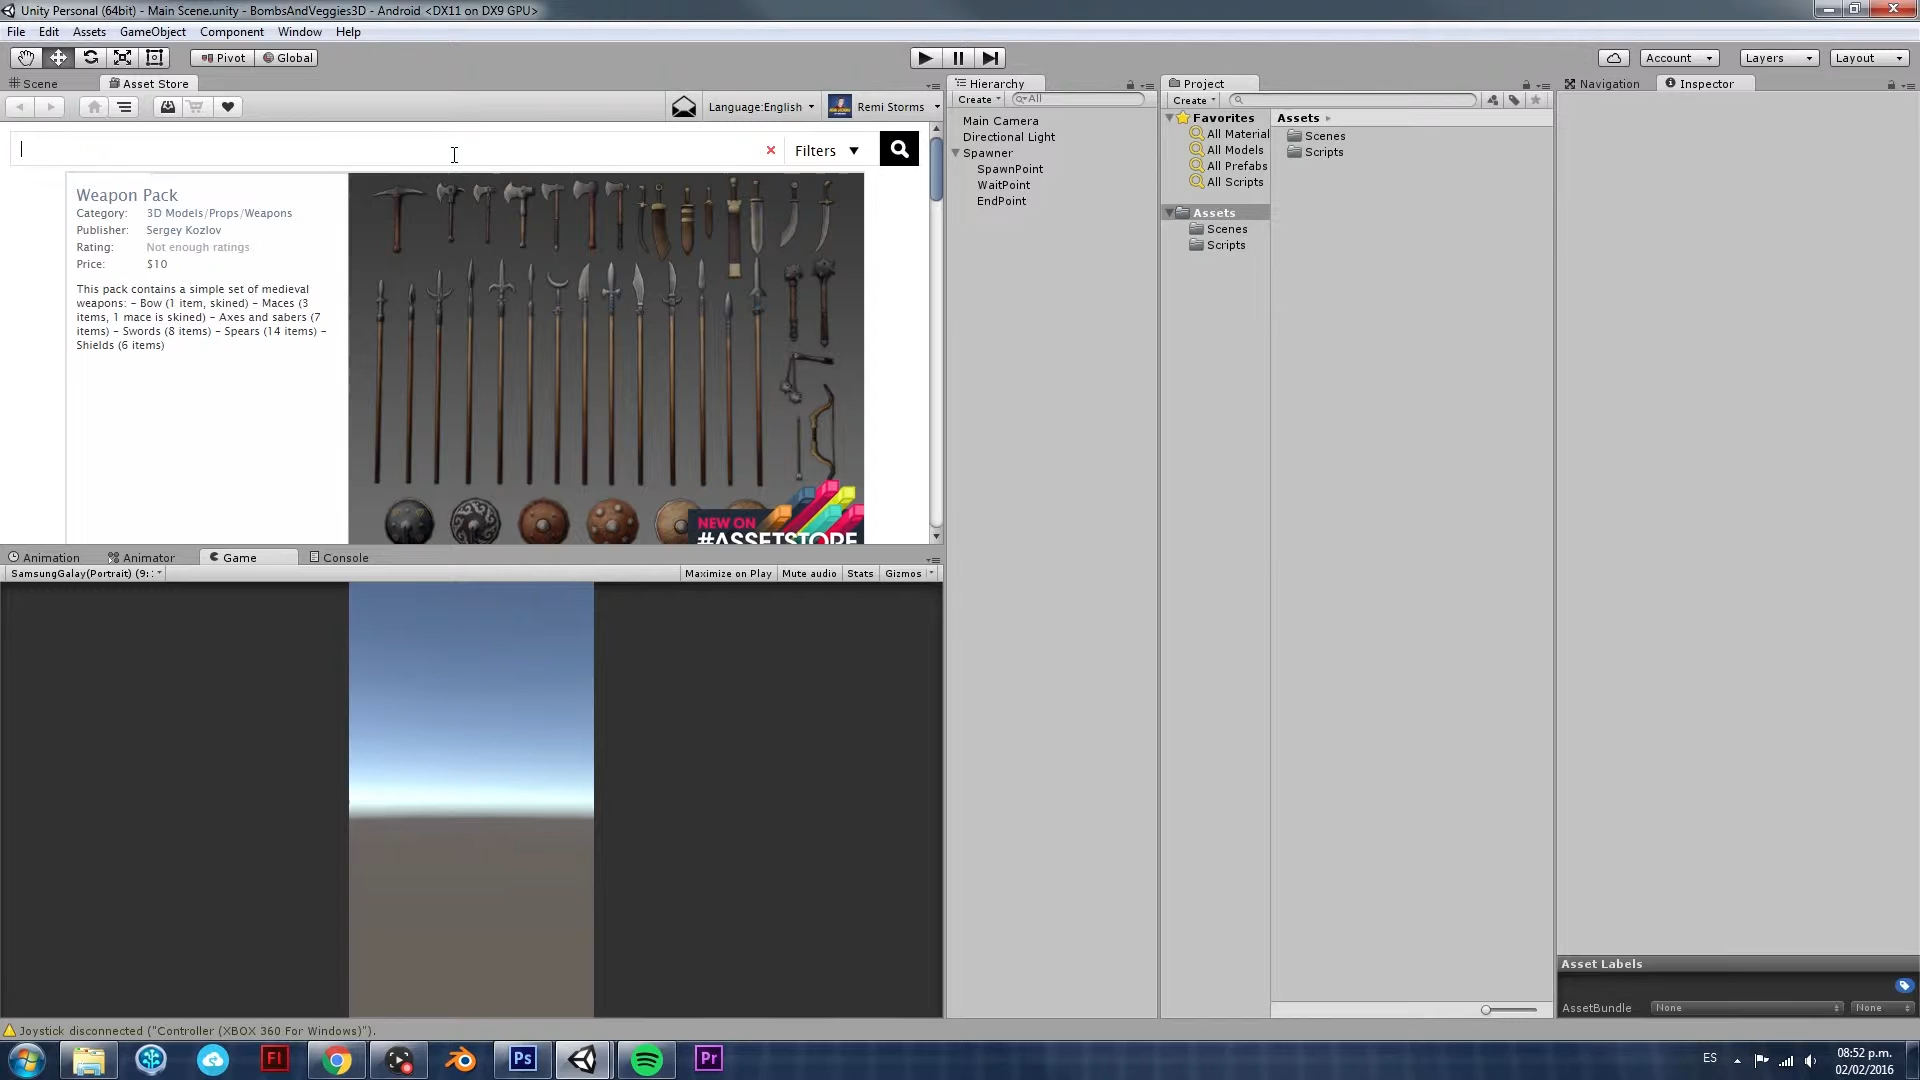 Unity Personal (64bit) - Main Scene.unity - BombsAndVeggies3D - Android <DX11 on DX9 GPU>
File Edit Assets GameObject Component Window Help
Pivot Global Account Layers Layout
Scene Asset Store
Language:English Remi Storms
Filters
Weapon Pack
Category: 3D Models/Props/Weapons
Publisher: Sergey Kozlov
Rating: Not enough ratings
Price: $10
This pack contains a simple set of medieval
weapons: – Bow (1 item, skined) – Maces (3
items, 1 mace is skined) – Axes and sabers (7
items) – Swords (8 items) – Spears (14 items) –
Shields (6 items)
NEW ON
#ASSETSTORE
Animation Animator Game Console
SamsungGalay(Portrait) (9:
Maximize on Play Mute audio Stats Gizmos
Hierarchy
Create All
Main Camera
Directional Light
Spawner
SpawnPoint
WaitPoint
EndPoint
Project
Create
Favorites
All Material
All Models
All Prefabs
All Scripts
Assets
Scenes
Scripts
Assets
Scenes
Scripts
Navigation Inspector
Asset Labels
AssetBundle None None
Joystick disconnected ("Controller (XBOX 360 For Windows)").
Fl Ps Pr
ES
08:52 p.m.
02/02/2016